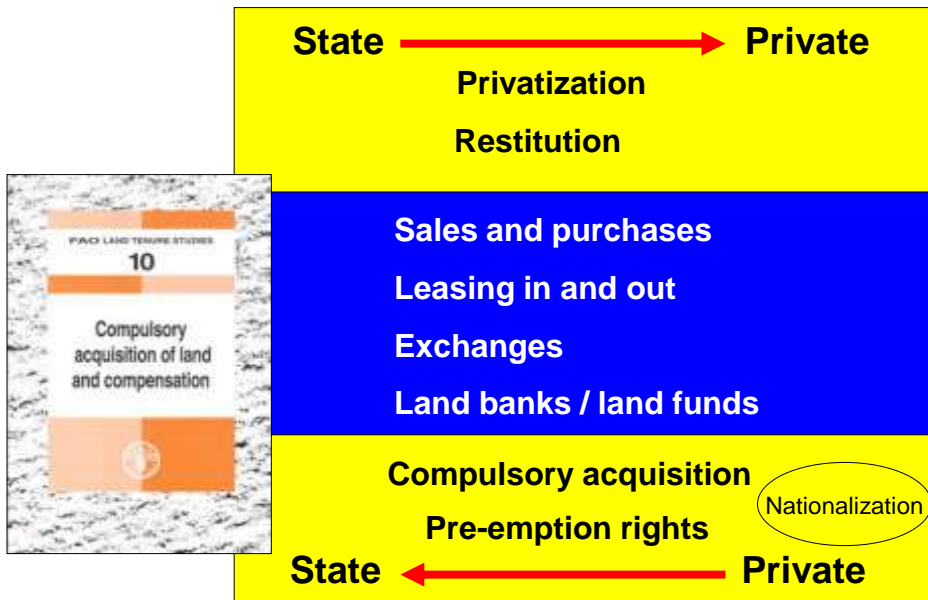 State Private
Privatization
Restitution
FAO LAND TENURE STUDIES
10
Compulsory
acquisition of land
and compensation
Sales and purchases
Leasing in and out
Exchanges
Land banks / land funds
Compulsory acquisition
Nationalization
Pre-emption rights
State Private